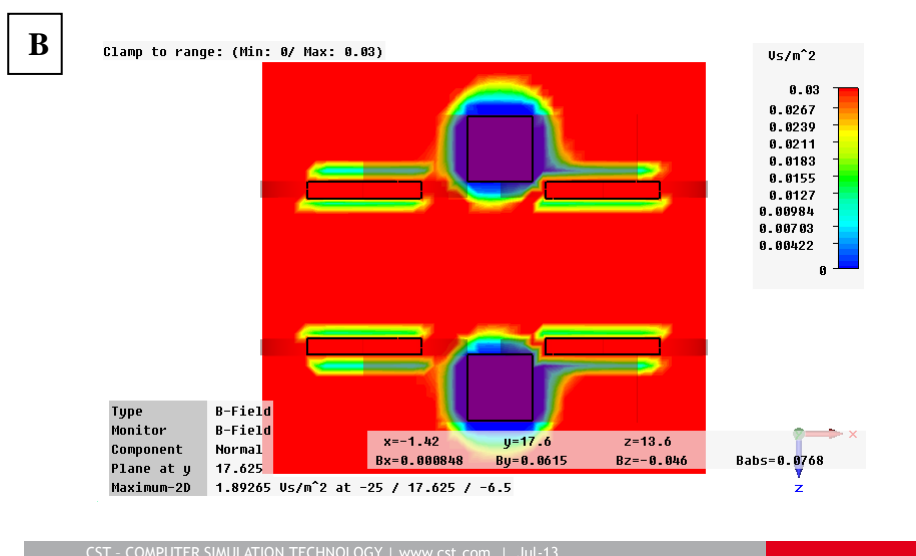 B
Clamp to range: (Min: 0/ Max: 0.03)
Vs/m^2
0.03
0.0267
0.0239
0.0211
0.0183
0.0155
0.0127
0.00984
0.00703
0.00422
0
Type B-Field
Monitor B-Field
Component Normal
Plane at y 17.625
Maximum-2D 1.89265 Vs/m^2 at -25 / 17.625 / -6.5
x=-1.42 y=17.6 z=13.6
Bx=0.000848 By=0.0615 Bz=-0.046 Babs=0.0768
x
z
CST – COMPUTER SIMULATION TECHNOLOGY | www.cst.com | Jul-13